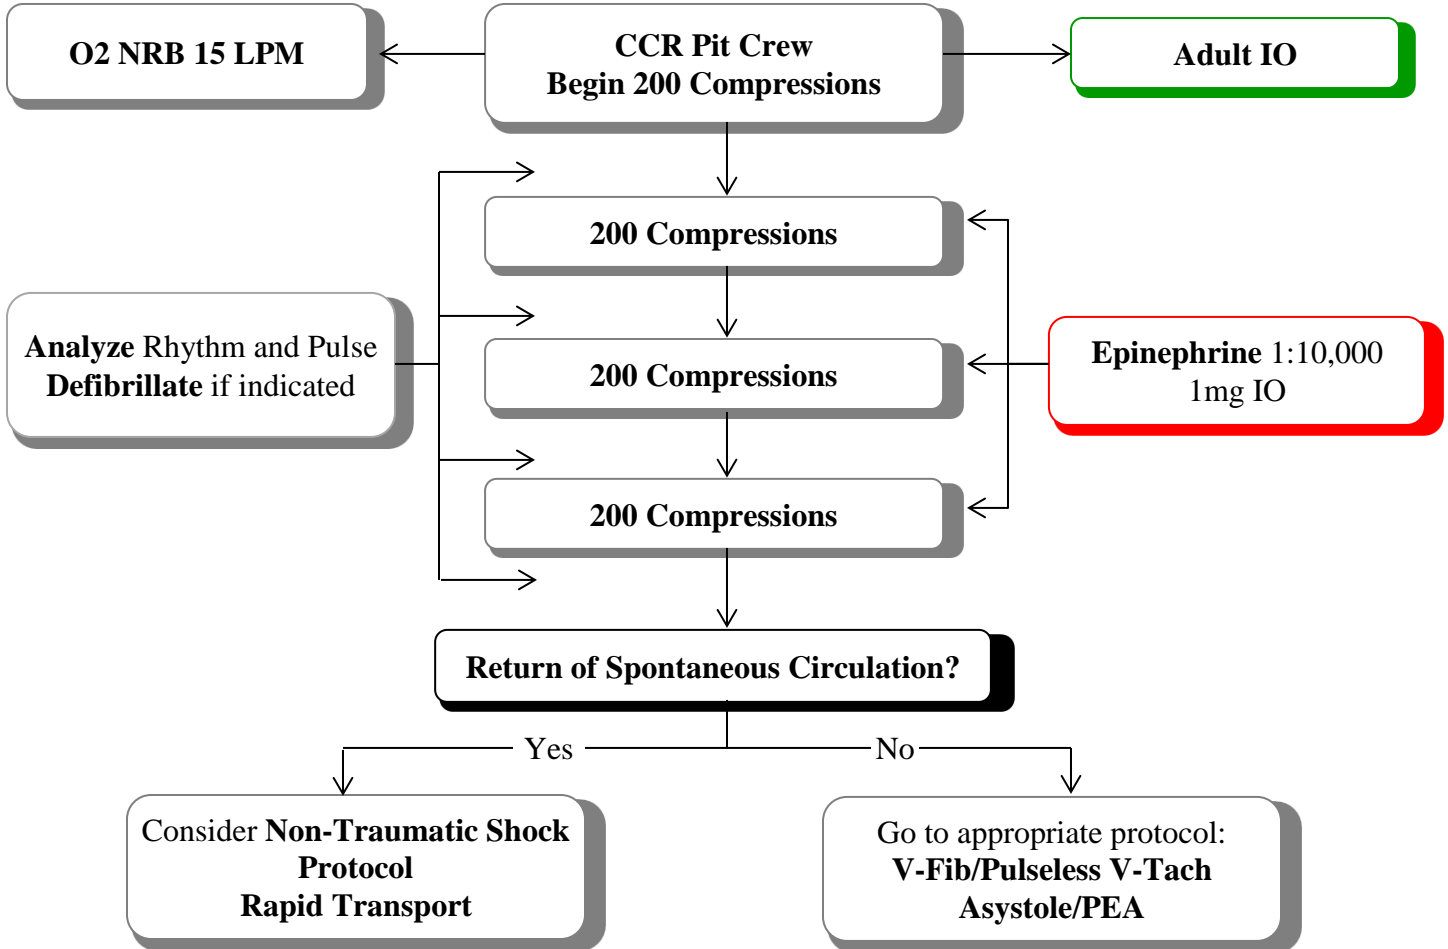 O2 NRB 15 LPM
CCR Pit Crew
Begin 200 Compressions
Adult IO
200 Compressions
Analyze Rhythm and Pulse
Defibrillate if indicated
200 Compressions
Epinephrine 1:10,000
1mg IO
200 Compressions
Return of Spontaneous Circulation?
Yes
No
Consider Non-Traumatic Shock
Protocol
Rapid Transport
Go to appropriate protocol:
V-Fib/Pulseless V-Tach
Asystole/PEA